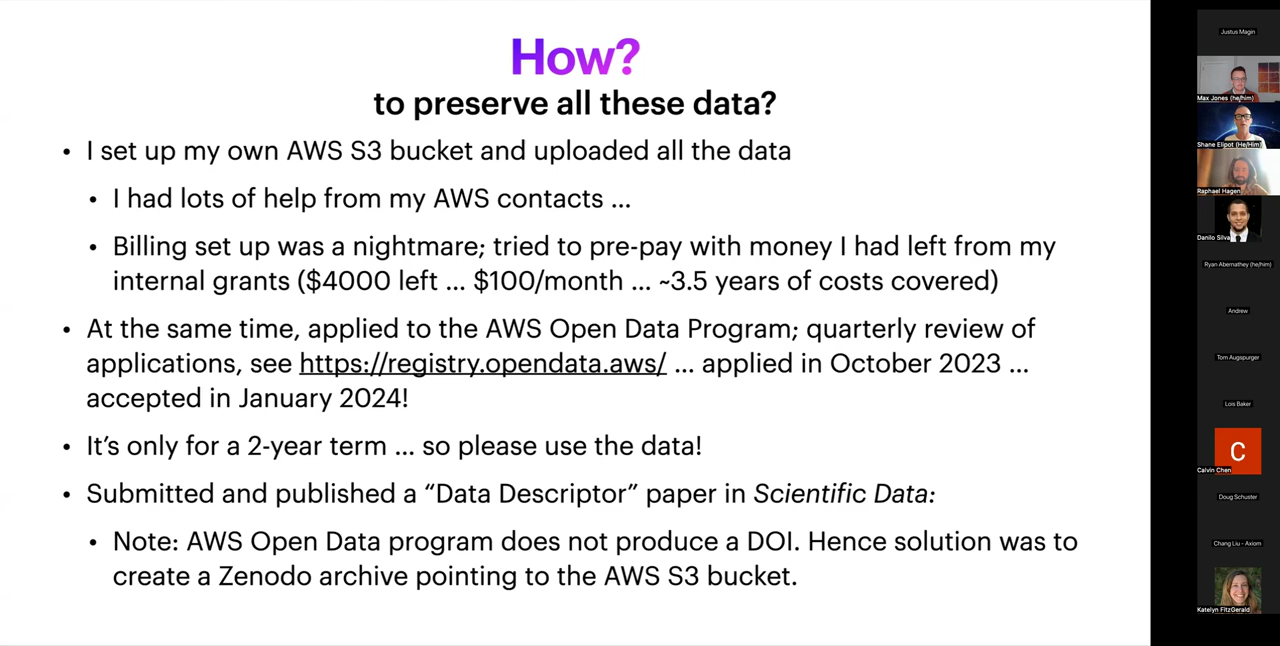 How?
to preserve all these data?
• I set up my own AWS S3 bucket and uploaded all the data
• I had lots of help from my AWS contacts ...
• Billing set up was a nightmare; tried to pre-pay with money I had left from my
internal grants ($4000 left ... $100/month ... ~3.5 years of costs covered)
• At the same time, applied to the AWS Open Data Program; quarterly review of
applications, see https://registry.opendata.aws/ ... applied in October 2023 ...
accepted in January 2024!
• It’s only for a 2-year term ... so please use the data!
• Submitted and published a “Data Descriptor” paper in Scientific Data:
• Note: AWS Open Data program does not produce a DOI. Hence solution was to
create a Zenodo archive pointing to the AWS S3 bucket.
Justus Magin
Max Jones (he/him)
Shane Elipot (He/Him)
Raphael Hagen
Danilo Silva
Ryan Abernathey (he/him)
Andrew
Tom Augspurger
Lois Baker
C
Calvin Chen
Doug Schuster
Chang Liu - Axiom
Katelyn FitzGerald